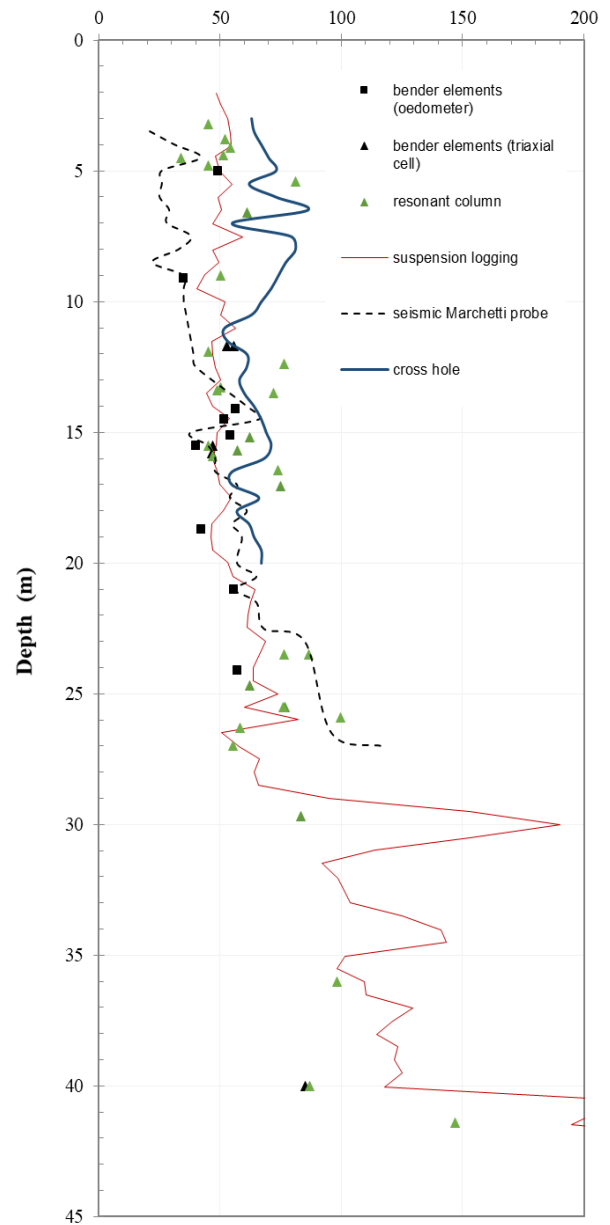 0 50 100 150 200
0
5
10
15
20
25
30
35
40
45
Depth (m)
bender elements
(oedometer)
bender elements (triaxial
cell)
resonant column
suspension logging
seismic Marchetti probe
cross hole